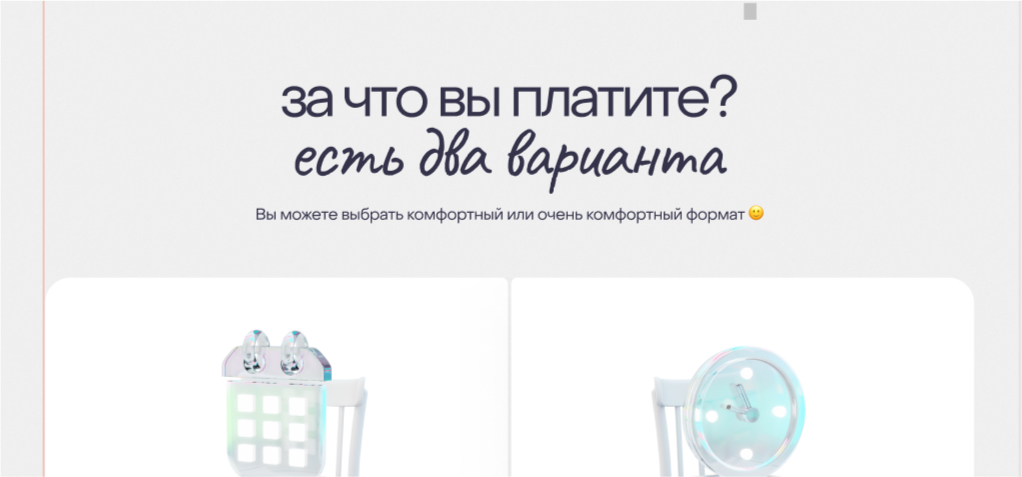 за что вы платите?
есть два варианта
Вы можете выбрать комфортный или очень комфортный формат 🙂